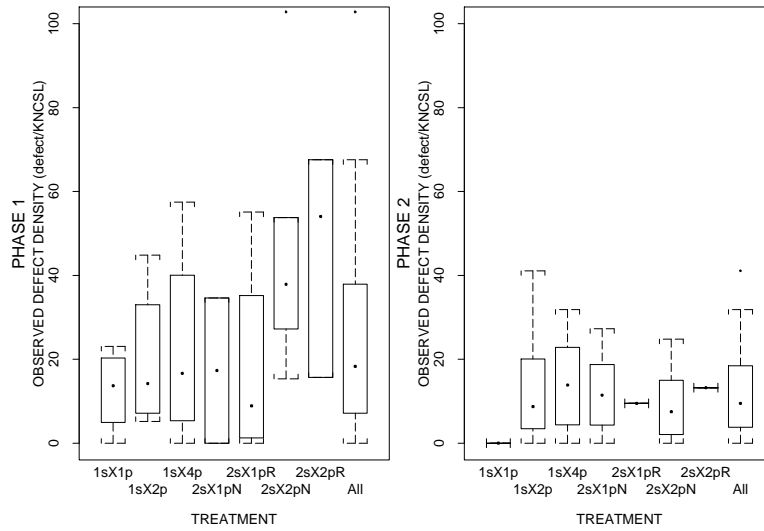 PHASE 1
OBSERVED DEFECT DENSITY (defect/KNCSL)
100
80
60
40
20
0
1sX1p
1sX2p
1sX4p
2sX1pN
2sX1pR
2sX2pN
2sX2pR
All
TREATMENT
PHASE 2
OBSERVED DEFECT DENSITY (defect/KNCSL)
100
80
60
40
20
0
1sX1p
1sX2p
1sX4p
2sX1pN
2sX1pR
2sX2pN
2sX2pR
All
TREATMENT